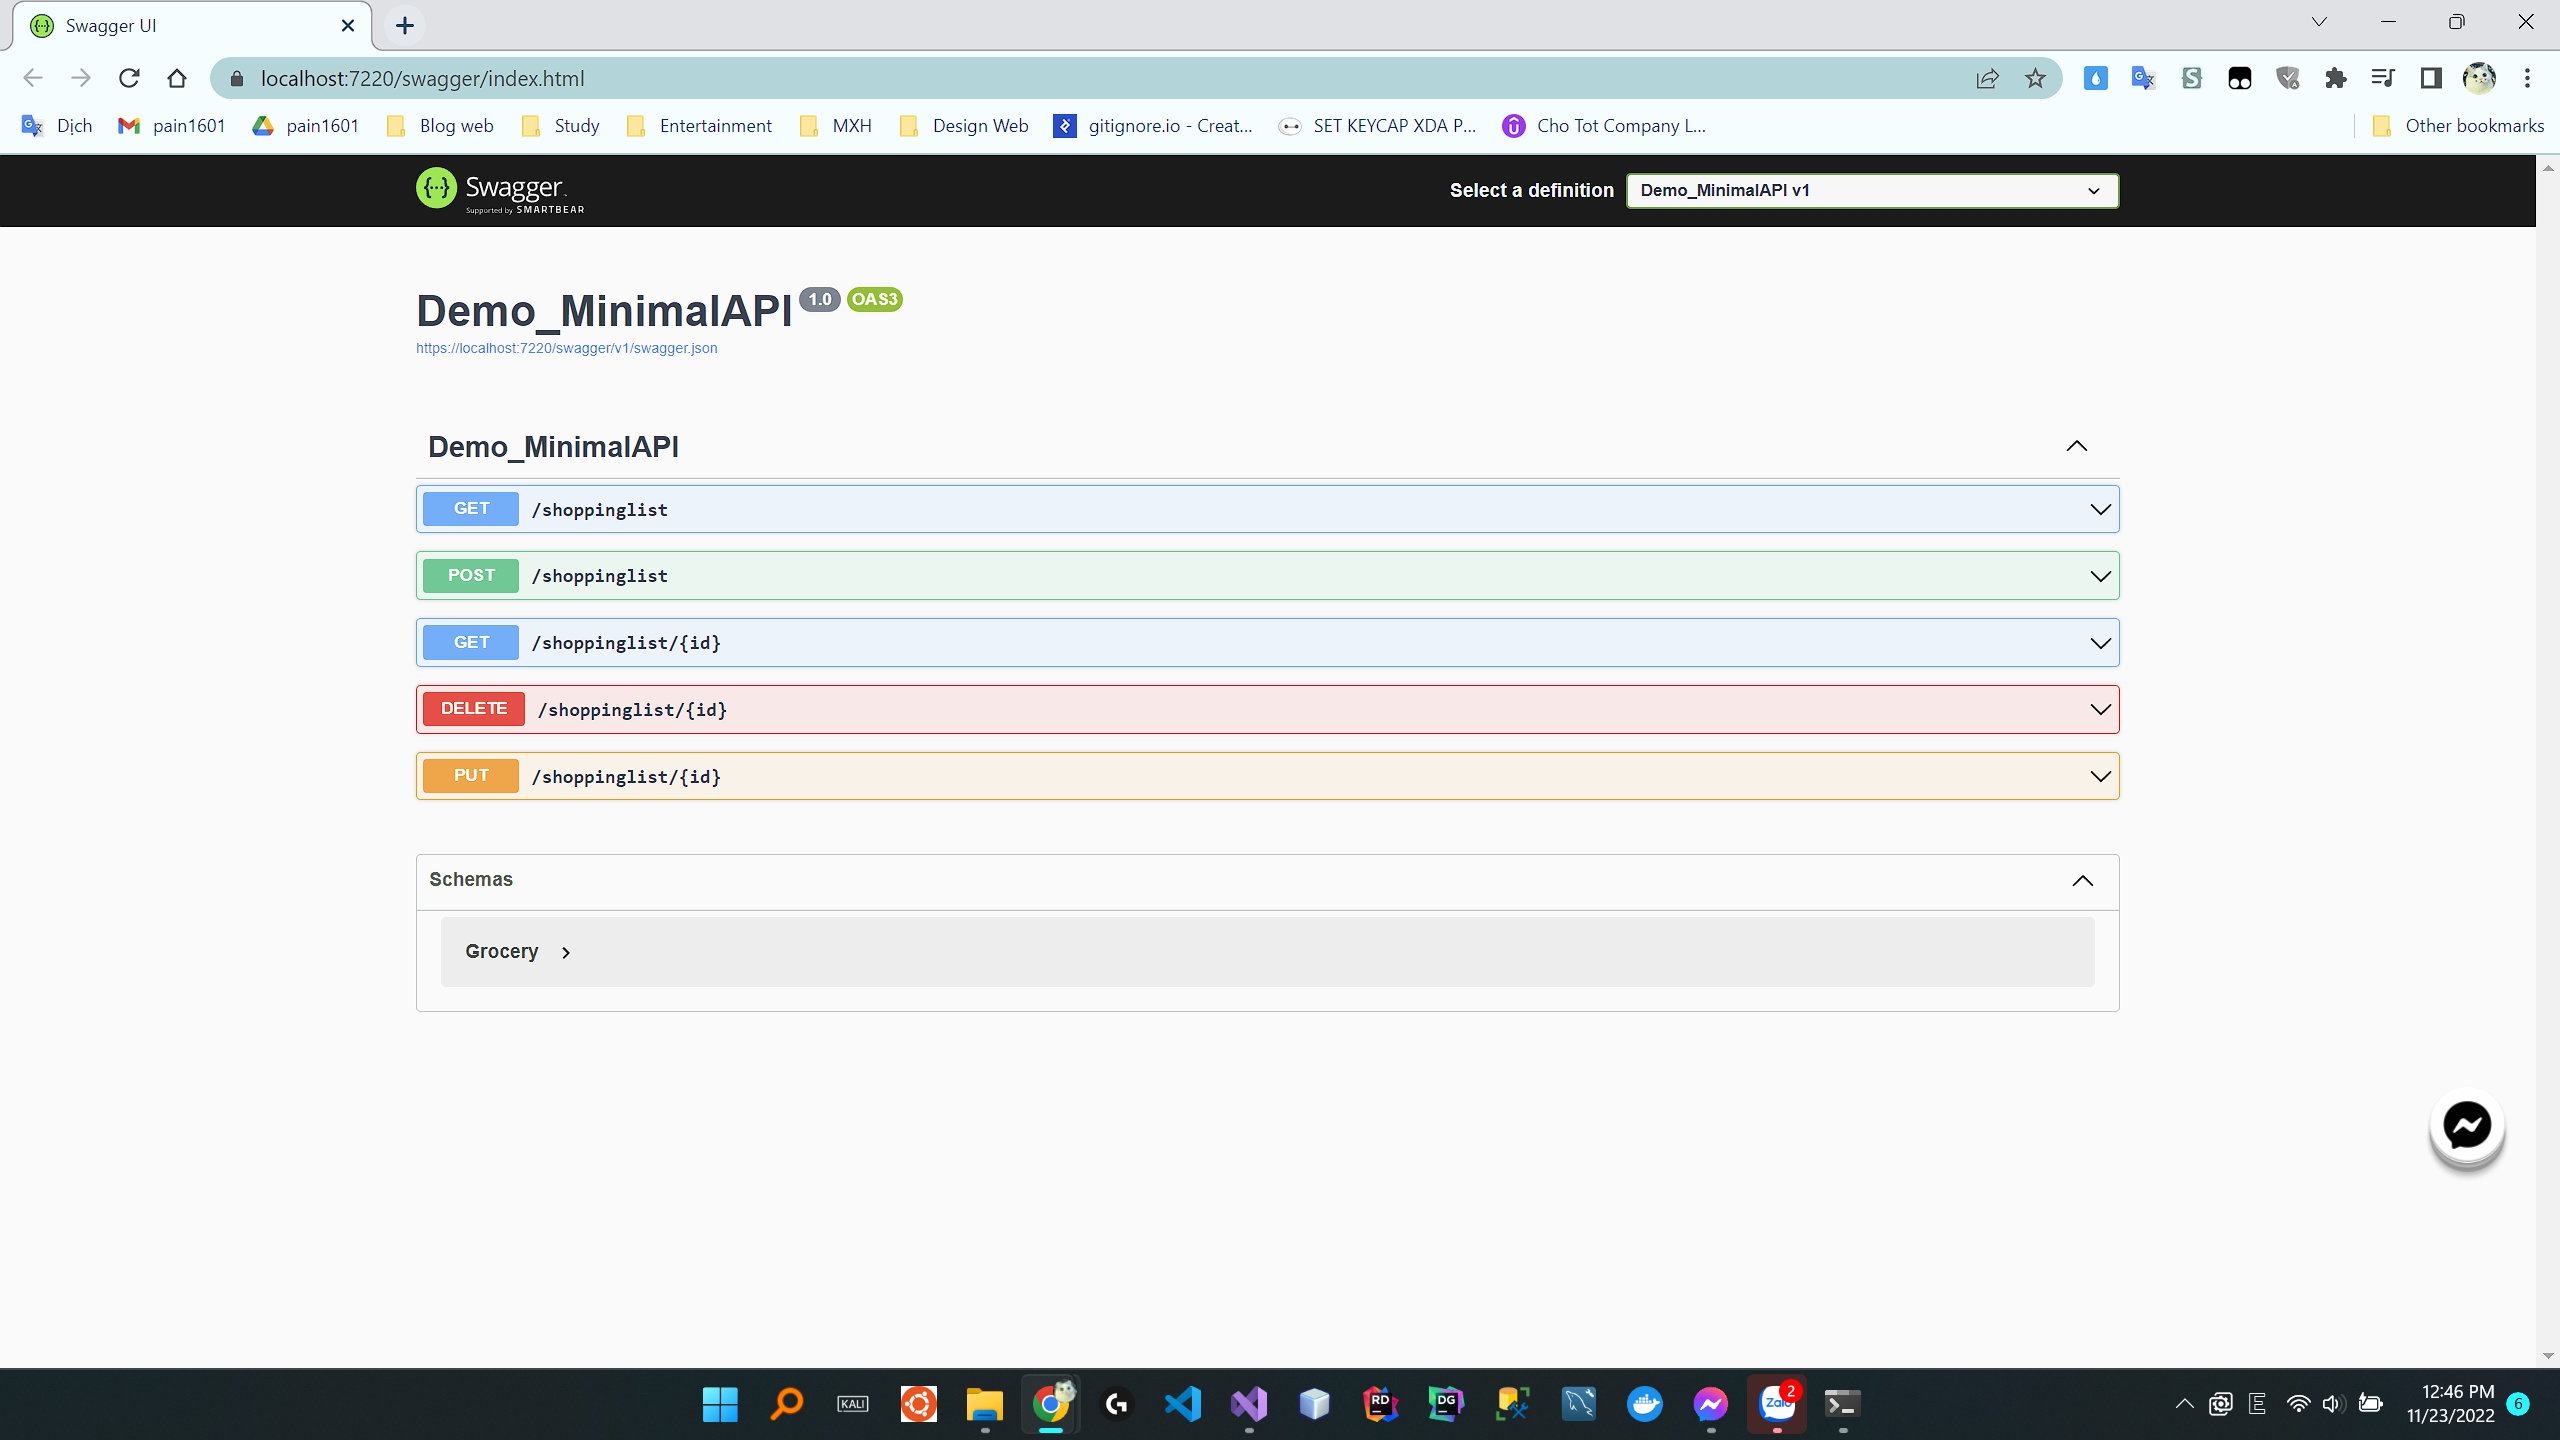 Swagger UI
localhost:7220/swagger/index.html
Dịch
pain1601
pain1601
Blog web
Study
Entertainment
MXH
Design Web
gitignore.io - Creat...
SET KEYCAP XDA P...
Cho Tot Company L...
Other bookmarks
Swagger.
Supported by SMARTBEAR
Select a definition
Demo_MinimalAPI v1
Demo_MinimalAPI 1.0 OAS3
https://localhost:7220/swagger/v1/swagger.json
Demo_MinimalAPI
GET /shoppinglist
POST /shoppinglist
GET /shoppinglist/{id}
DELETE /shoppinglist/{id}
PUT /shoppinglist/{id}
Schemas
Grocery
KALI
RD
DG
Zalo
2
E
12:46 PM
11/23/2022
6